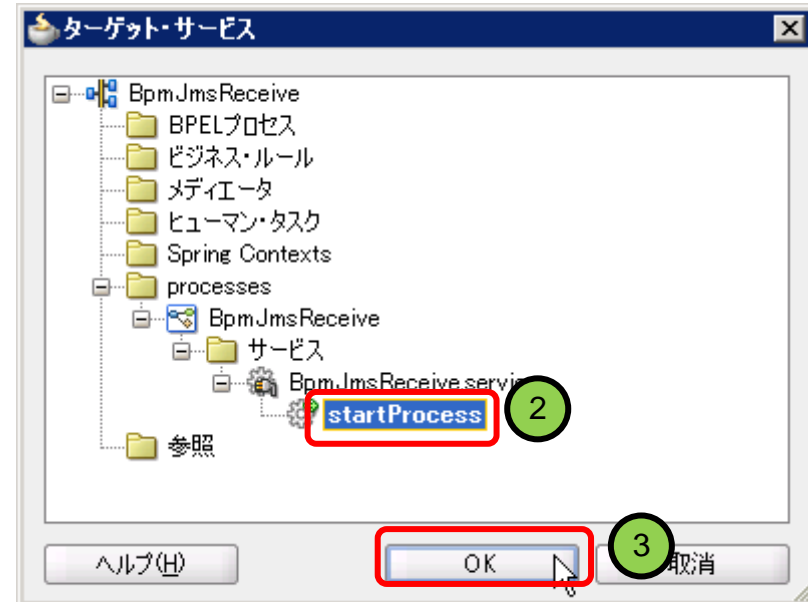 ターゲット・サービス
BpmJmsReceive
BPELプロセス
ビジネス・ルール
メディエータ
ヒューマン・タスク
Spring Contexts
processes
BpmJmsReceive
サービス
BpmJmsReceive.servi
startProcess
2
参照
ヘルプ(H)
OK
3
取消